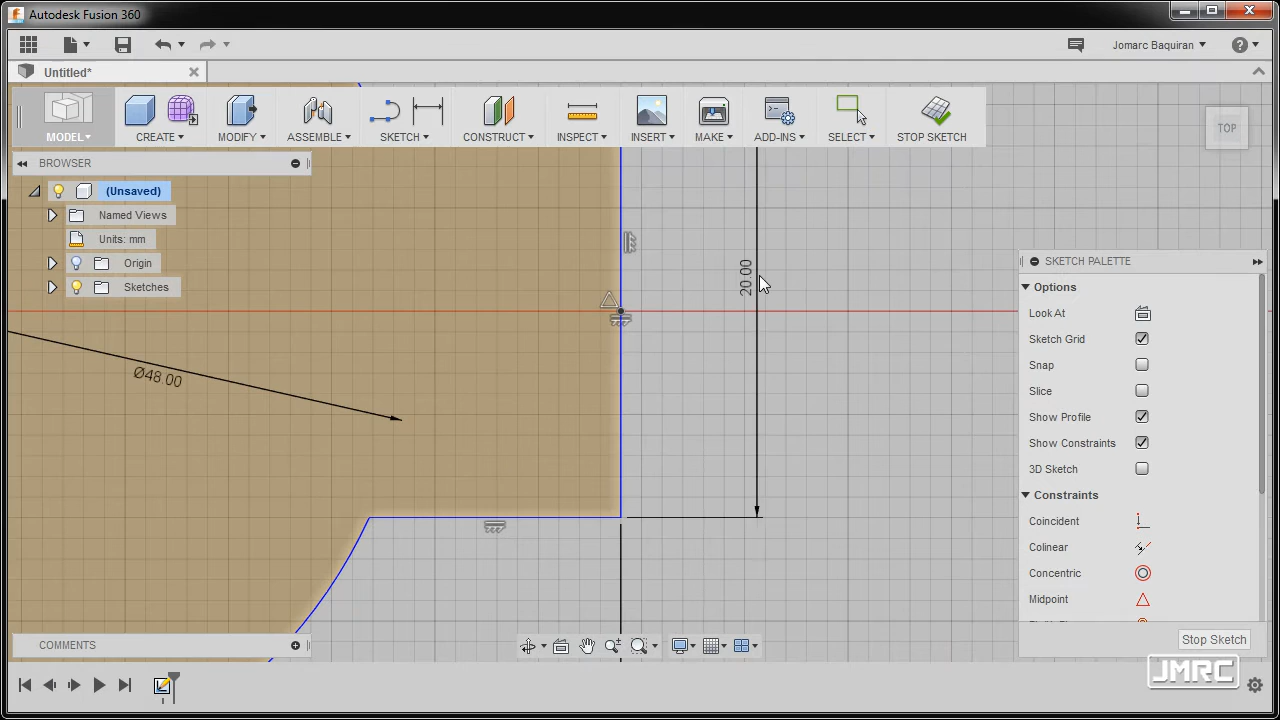 Autodesk Fusion 360
Jomarc Baquiran
Untitled*
MODEL
CREATE
MODIFY
ASSEMBLE
SKETCH
CONSTRUCT
INSPECT
INSERT
MAKE
ADD-INS
SELECT
STOP SKETCH
TOP
BROWSER
(Unsaved)
Named Views
Units: mm
Origin
Sketches
20.00
Ø48.00
SKETCH PALETTE
Options
Look At
Sketch Grid
Snap
Slice
Show Profile
Show Constraints
3D Sketch
Constraints
Coincident
Colinear
Concentric
Midpoint
Stop Sketch
COMMENTS
JMRC